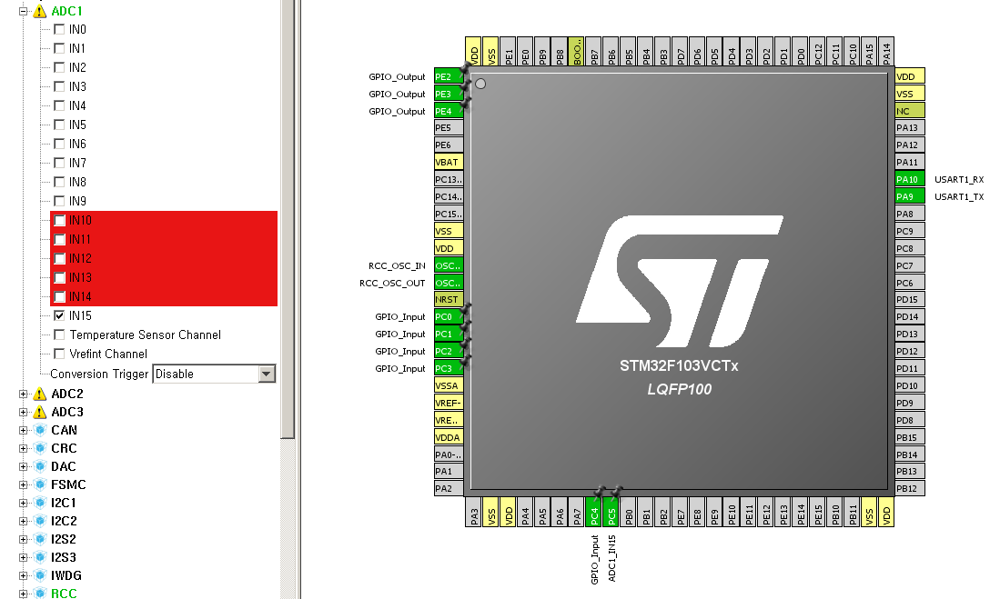 ADC1
IN0
IN1
IN2
IN3
IN4
IN5
IN6
IN7
IN8
IN9
IN10
IN11
IN12
IN13
IN14
IN15
Temperature Sensor Channel
Vrefint Channel
Conversion Trigger Disable
ADC2
ADC3
CAN
CRC
DAC
FSMC
I2C1
I2C2
I2S2
I2S3
IWDG
RCC
VDD
VSS
PE1
PE0
PB9
PB8
BOO..
PB7
PB6
PB5
PB4
PB3
PD7
PD6
PD5
PD4
PD3
PD2
PD1
PD0
PC12
PC11
PC10
PA15
PA14
GPIO_Output PE2
GPIO_Output PE3
GPIO_Output PE4
PE5
PE6
VBAT
PC13..
PC14..
PC15..
VSS
VDD
RCC_OSC_IN OSC..
RCC_OSC_OUT OSC..
NRST
GPIO_Input PC0
GPIO_Input PC1
GPIO_Input PC2
GPIO_Input PC3
VSSA
VREF-
VRE..
VDDA
PA0-..
PA1
PA2
ST
STM32F103VCTx
LQFP100
VDD
VSS
NC
PA13
PA12
PA11
PA10 USART1_RX
PA9 USART1_TX
PA8
PC9
PC8
PC7
PC6
PD15
PD14
PD13
PD12
PD11
PD10
PD9
PD8
PB15
PB14
PB13
PB12
PA3
VSS
VDD
PA4
PA5
PA6
PA7
PC4
PC5
PB0
PB1
PB2
PE7
PE8
PE9
PE10
PE11
PE12
PE13
PE14
PE15
PB10
PB11
VSS
VDD
GPIO_Input
ADC1_IN15